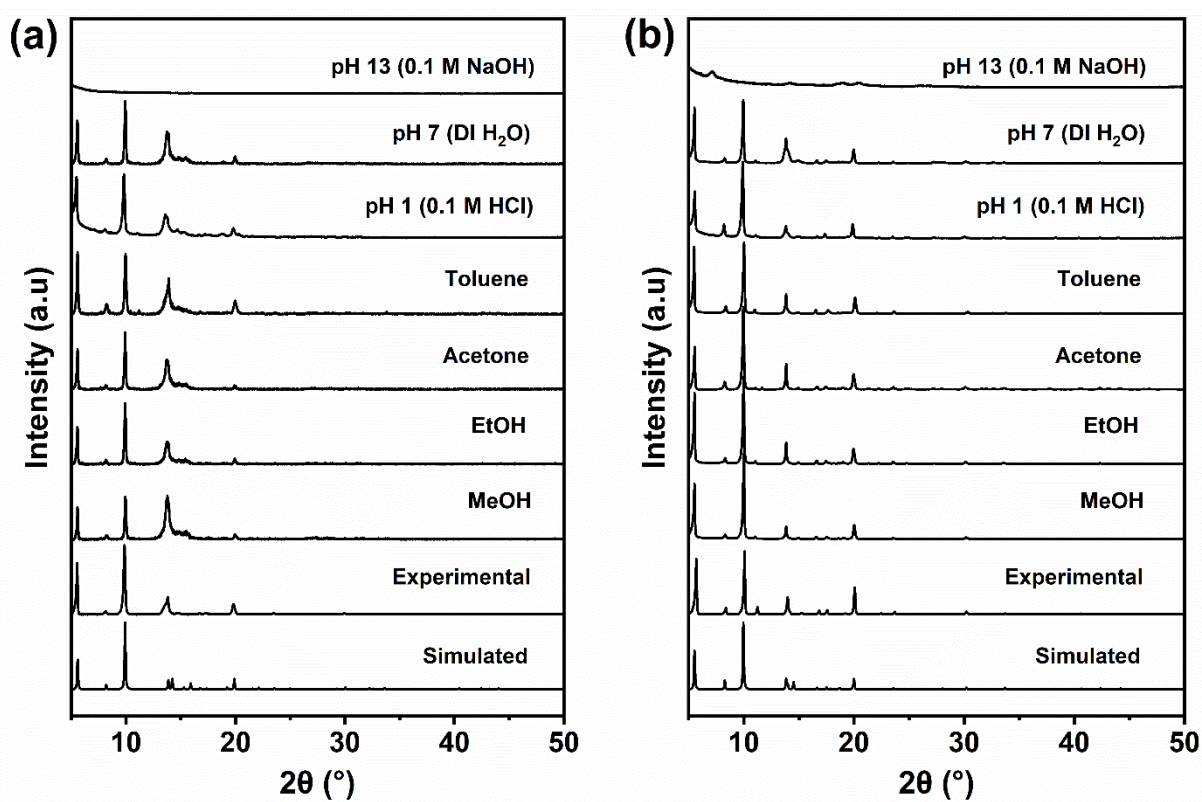 (a)
Intensity (a.u)
pH 13 (0.1 M NaOH)
pH 7 (DI H₂O)
pH 1 (0.1 M HCl)
Toluene
Acetone
EtOH
MeOH
Experimental
Simulated
10 20 30 40 50
2θ (°)
(b)
Intensity (a.u)
pH 13 (0.1 M NaOH)
pH 7 (DI H₂O)
pH 1 (0.1 M HCl)
Toluene
Acetone
EtOH
MeOH
Experimental
Simulated
10 20 30 40 50
2θ (°)